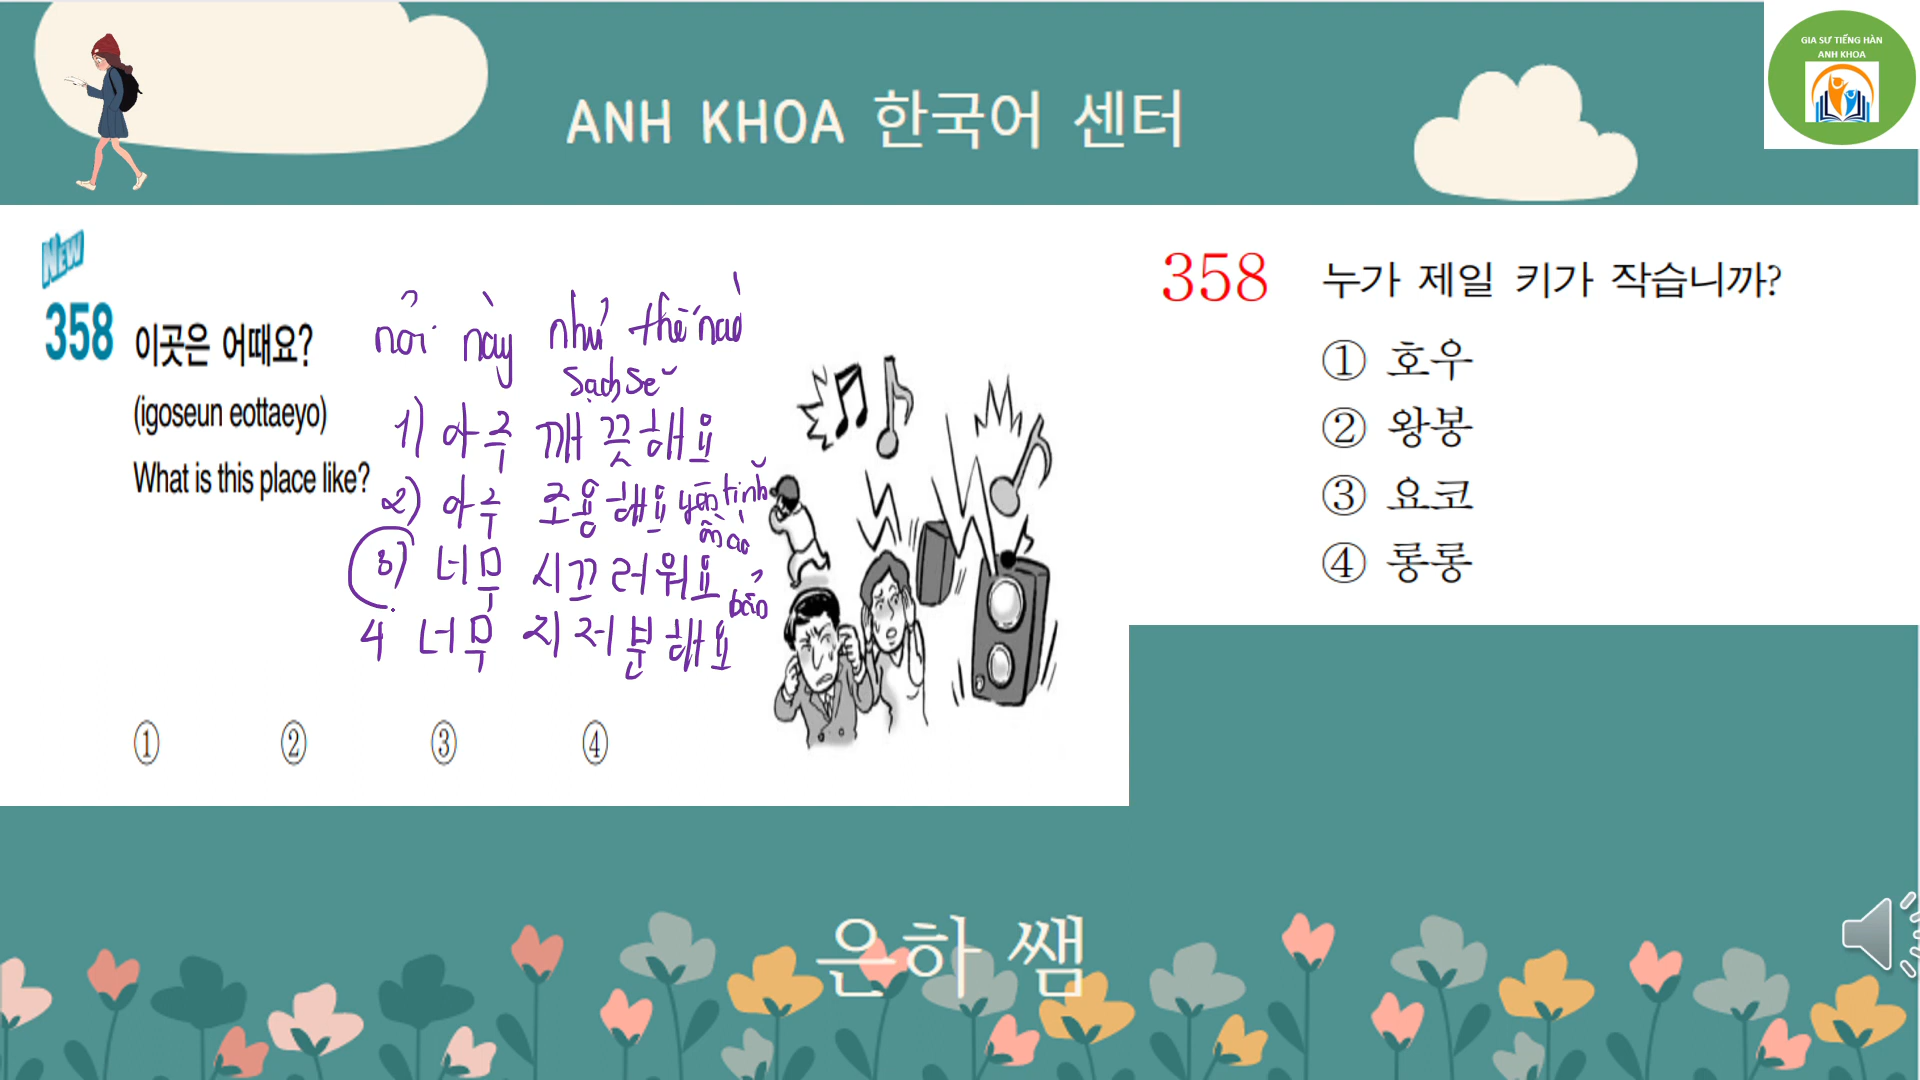 GIA SƯ TIẾNG HÀN
ANH KHOA
ANH KHOA 한국어 센터
NEW
358 이곳은 어때요?
(igoseun eottaeyo)
What is this place like?
nơi này như thế nào
sạch sẽ
1) 아주 깨끗해요
2) 아주 조용해요 yên tĩnh
ồn ào
3) 너무 시끄러워요
bẩn
4 너무 지저분해요
① ② ③ ④
358 누가 제일 키가 작습니까?
① 호우
② 왕봉
③ 요코
④ 롱롱
은하 쌤